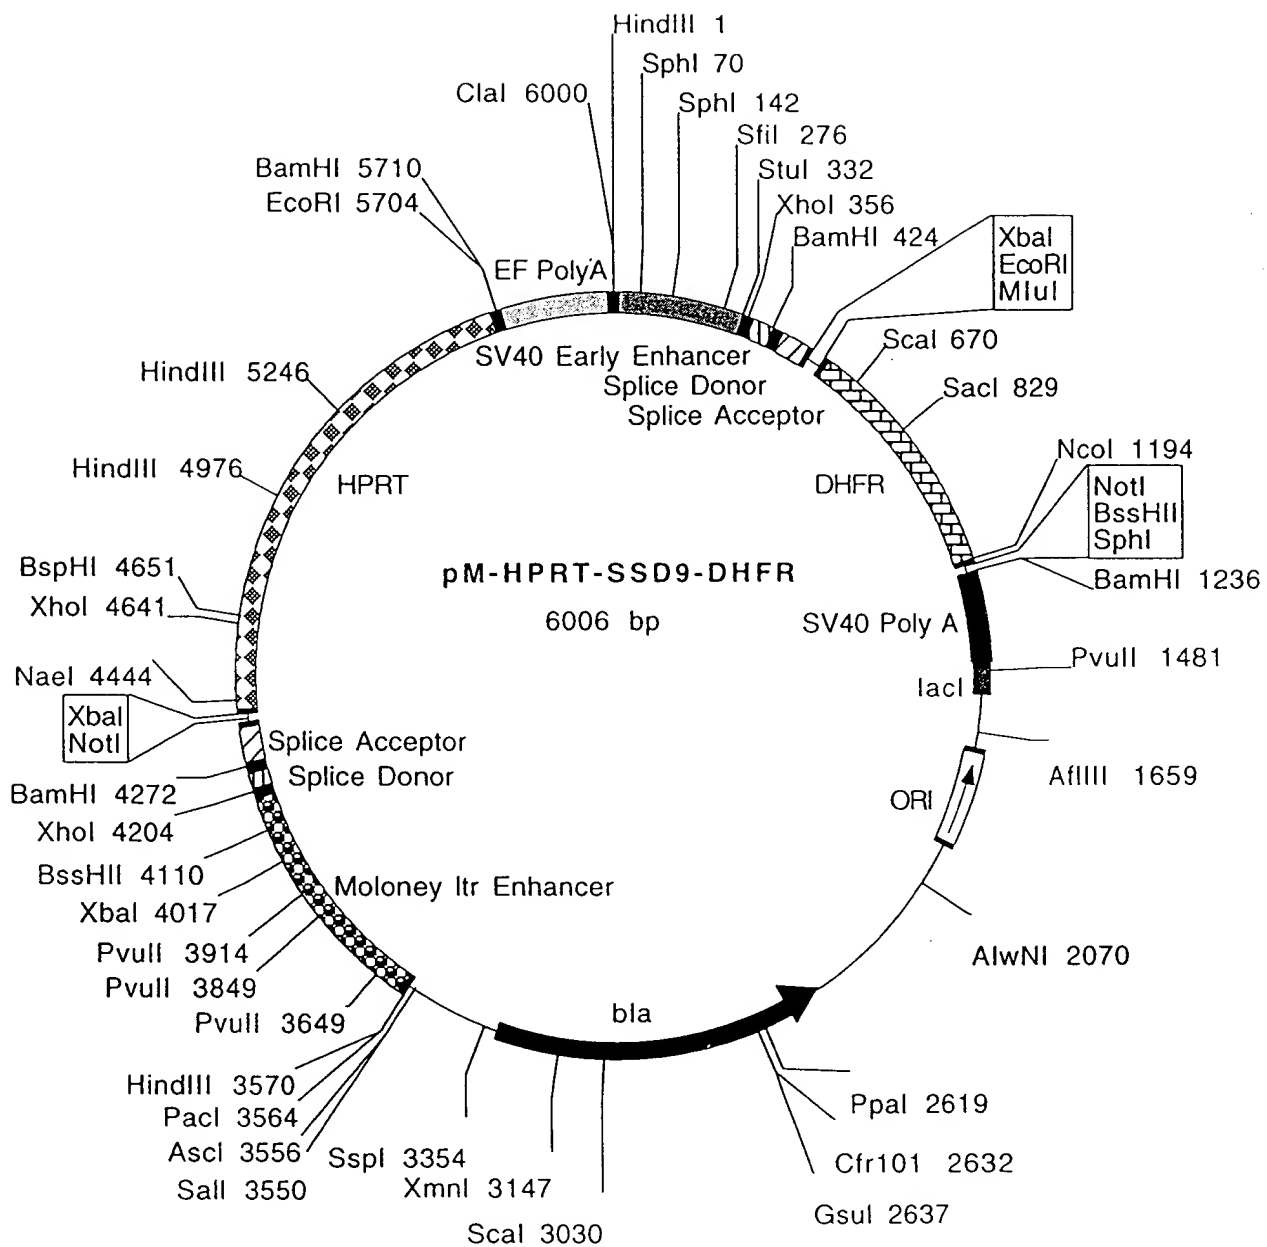 HindIII 1
SphI 70
ClaI 6000
SphI 142
SfiI 276
BamHI 5710
StuI 332
EcoRI 5704
XhoI 356
BamHI 424
XbaI
EcoRI
MluI
EF PolyA
ScaI 670
SV40 Early Enhancer
HindIII 5246
Splice Donor
SacI 829
Splice Acceptor
NcoI 1194
HindIII 4976
HPRT
DHFR
NotI
BssHII
SphI
BspHI 4651
pM-HPRT-SSD9-DHFR
BamHI 1236
XhoI 4641
6006 bp
SV40 Poly A
PvuII 1481
NaeI 4444
lacI
XbaI
NotI
Splice Acceptor
Splice Donor
AflIII 1659
BamHI 4272
ORI
XhoI 4204
BssHII 4110
Moloney ltr Enhancer
XbaI 4017
PvuII 3914
AlwNI 2070
PvuII 3849
PvuII 3649
bla
HindIII 3570
PpaI 2619
PacI 3564
AscI 3556
SspI 3354
Cfr101 2632
SalI 3550
XmnI 3147
GsuI 2637
ScaI 3030